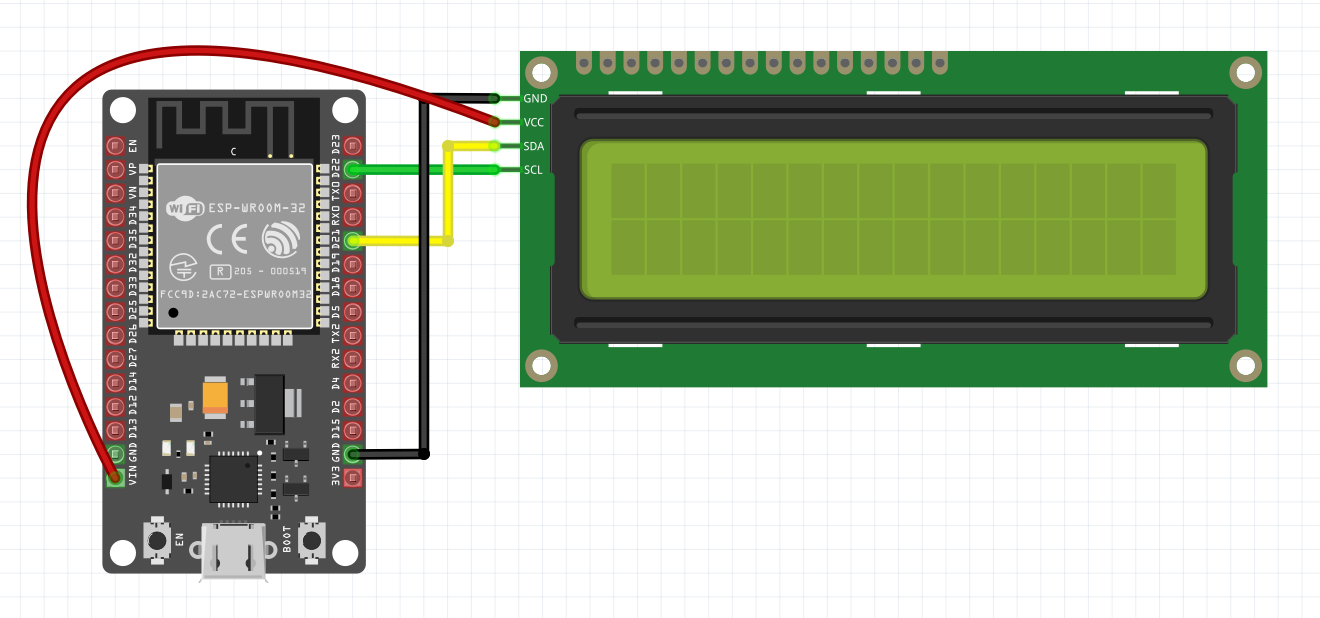 EN
VP
VN
D34
D35
D32
D33
D25
D26
D27
D14
D12
D13
GND
VIN
C
WiFi
ESP-WROOM-32
CE
R 205 - 000519
FCC9D:2AC72-ESPWROOM32
D23
D22
TX0
RX0
D21
D19
D18
D5
TX2
RX2
D4
D2
D15
GND
3V3
EN
BOOT
GND
VCC
SDA
SCL